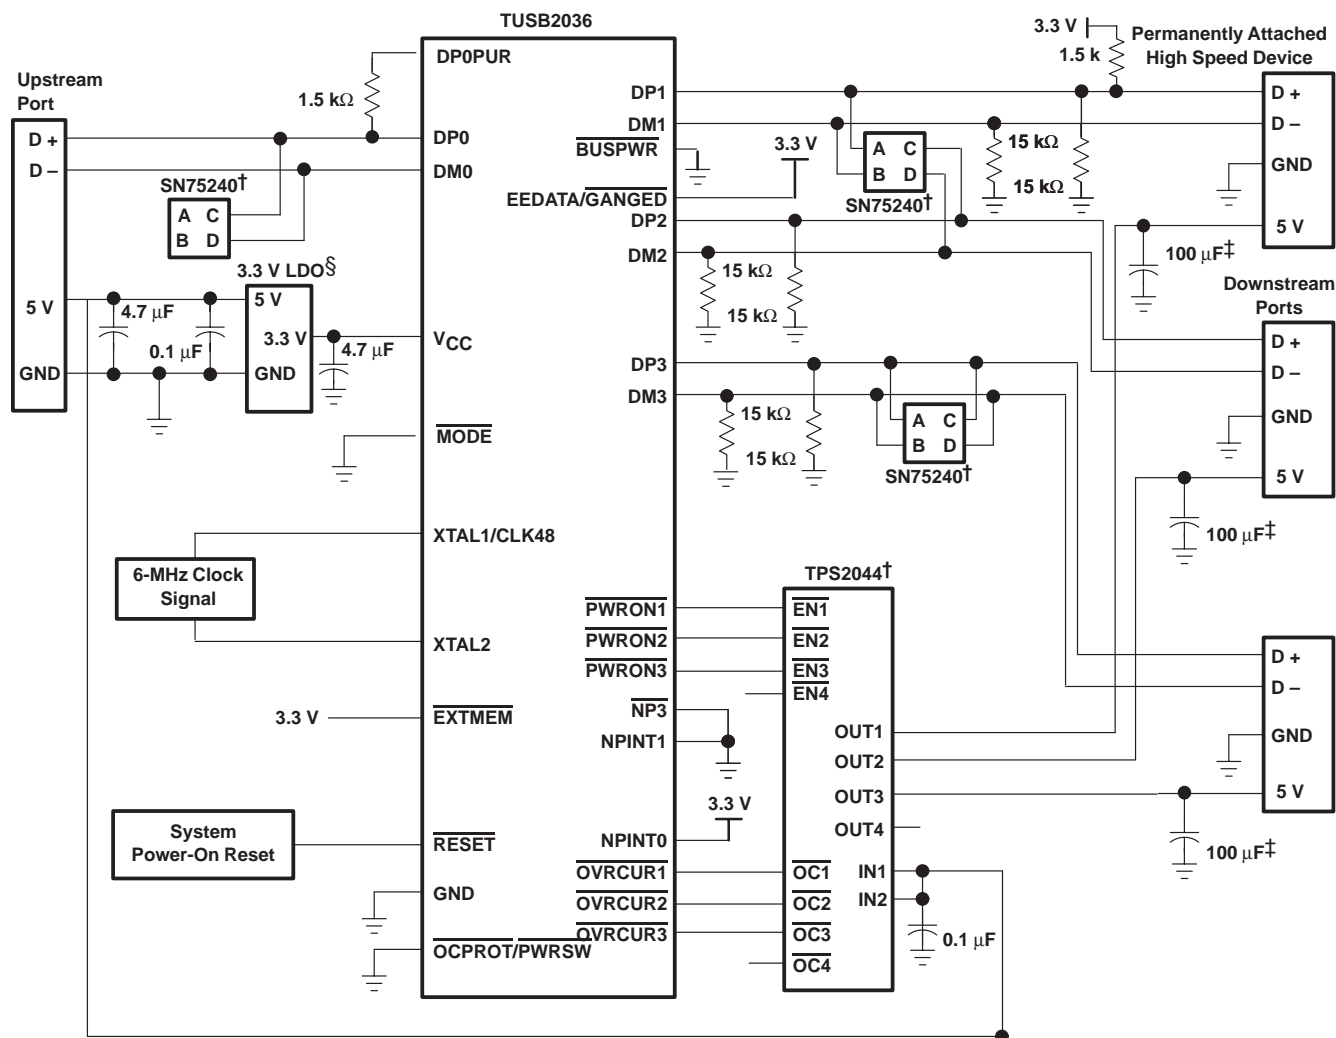 TUSB2036
Upstream
Port
D +
D –
5 V
GND
1.5 kΩ
SN75240†
A C
B D
3.3 V LDO§
5 V
3.3 V
GND
4.7 μF
0.1 μF
4.7 μF
6-MHz Clock
Signal
3.3 V
System
Power-On Reset
DP0PUR
DP0
DM0
VCC
MODE
XTAL1/CLK48
XTAL2
EXTMEM
RESET
GND
OCPROT/PWRSW
DP1
DM1
BUSPWR
EEDATA/GANGED
DP2
DM2
DP3
DM3
PWRON1
PWRON2
PWRON3
NP3
NPINT1
NPINT0
OVRCUR1
OVRCUR2
OVRCUR3
3.3 V
A C
B D
SN75240†
15 kΩ
15 kΩ
15 kΩ
15 kΩ
15 kΩ
15 kΩ
A C
B D
SN75240†
3.3 V
TPS2044†
EN1
EN2
EN3
EN4
OUT1
OUT2
OUT3
OUT4
OC1
OC2
OC3
OC4
IN1
IN2
0.1 μF
3.3 V
1.5 k
Permanently Attached
High Speed Device
D +
D –
GND
5 V
100 μF‡
Downstream
Ports
D +
D –
GND
5 V
100 μF‡
D +
D –
GND
5 V
100 μF‡